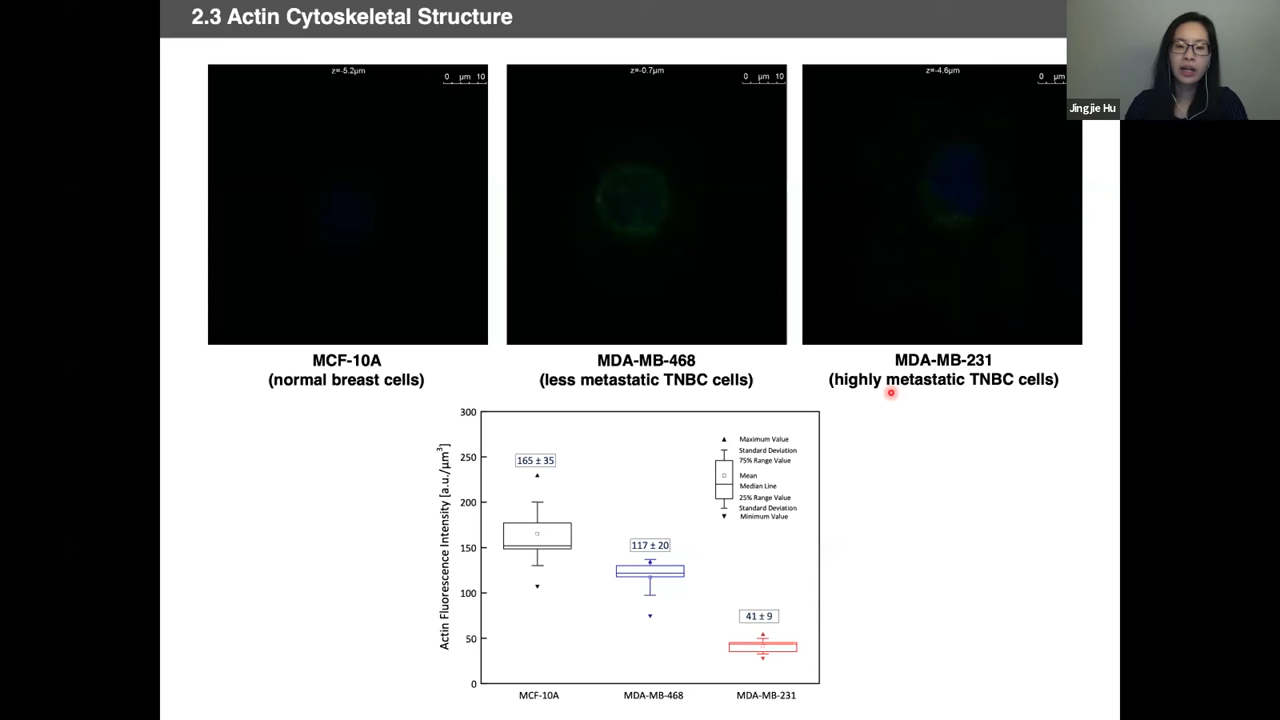 2.3 Actin Cytoskeletal Structure
z=-5.2µm
0 µm 10
z=-0.7µm
0 µm 10
z=-4.6µm
0 µm
Jingjie Hu
MCF-10A
(normal breast cells)
MDA-MB-468
(less metastatic TNBC cells)
MDA-MB-231
(highly metastatic TNBC cells)
Actin Fluorescence Intensity [a.u./µm³]
300
250
200
150
100
50
0
165 ± 35
117 ± 20
41 ± 9
Maximum Value
Standard Deviation
75% Range Value
Mean
Median Line
25% Range Value
Standard Deviation
Minimum Value
MCF-10A
MDA-MB-468
MDA-MB-231